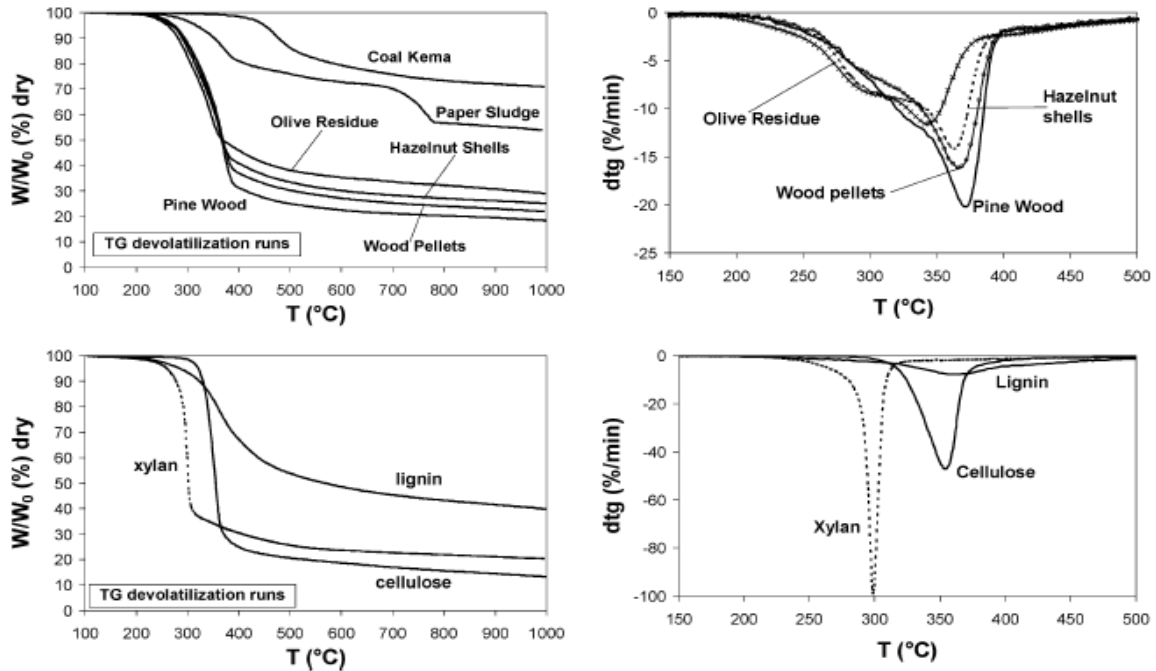 W/W₀ (%) dry
100
90
80
70
60
50
40
30
20
10
0
Coal Kema
Paper Sludge
Olive Residue
Hazelnut Shells
Pine Wood
Wood Pellets
TG devolatilization runs
100 200 300 400 500 600 700 800 900 1000
T (°C)
dtg (%/min)
0
-5
-10
-15
-20
-25
Olive Residue
Hazelnut
shells
Wood pellets
Pine Wood
150 200 250 300 350 400 450 500
T (°C)
W/W₀ (%) dry
100
90
80
70
60
50
40
30
20
10
0
xylan
lignin
cellulose
TG devolatilization runs
100 200 300 400 500 600 700 800 900 1000
T (°C)
dtg (%/min)
0
-20
-40
-60
-80
-100
Lignin
Cellulose
Xylan
150 200 250 300 350 400 450 500
T (°C)